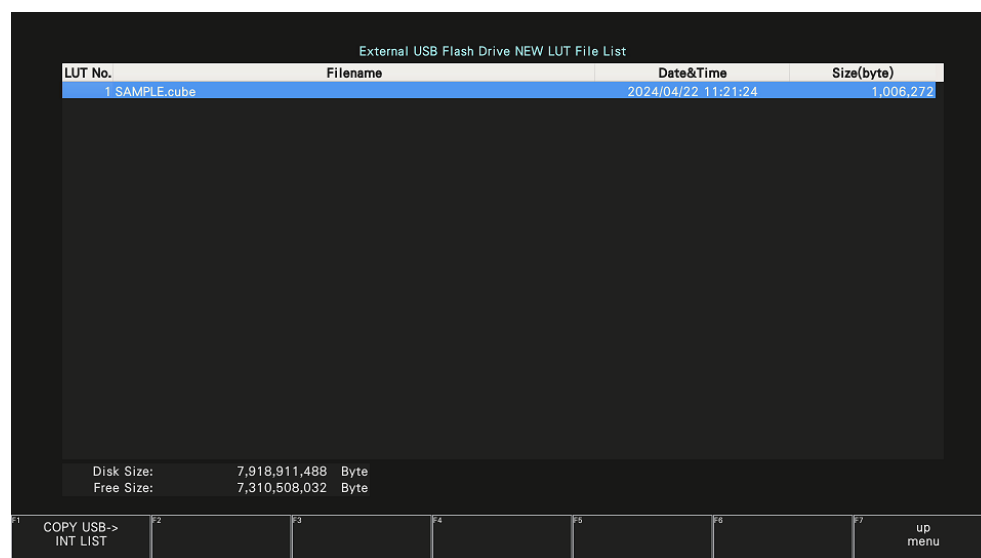 External USB Flash Drive NEW LUT File List
LUT No. Filename Date&Time Size(byte)
1 SAMPLE.cube 2024/04/22 11:21:24 1,006,272
Disk Size: 7,918,911,488 Byte
Free Size: 7,310,508,032 Byte
F1 COPY USB-> F2 F3 F4 F5 F6 F7 up
INT LIST menu